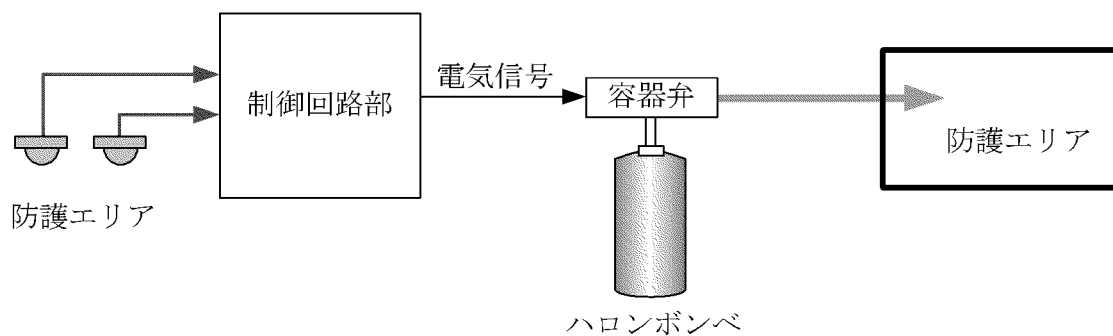 制御回路部
電気信号
容器弁
防護エリア
防護エリア
ハロンボンベ